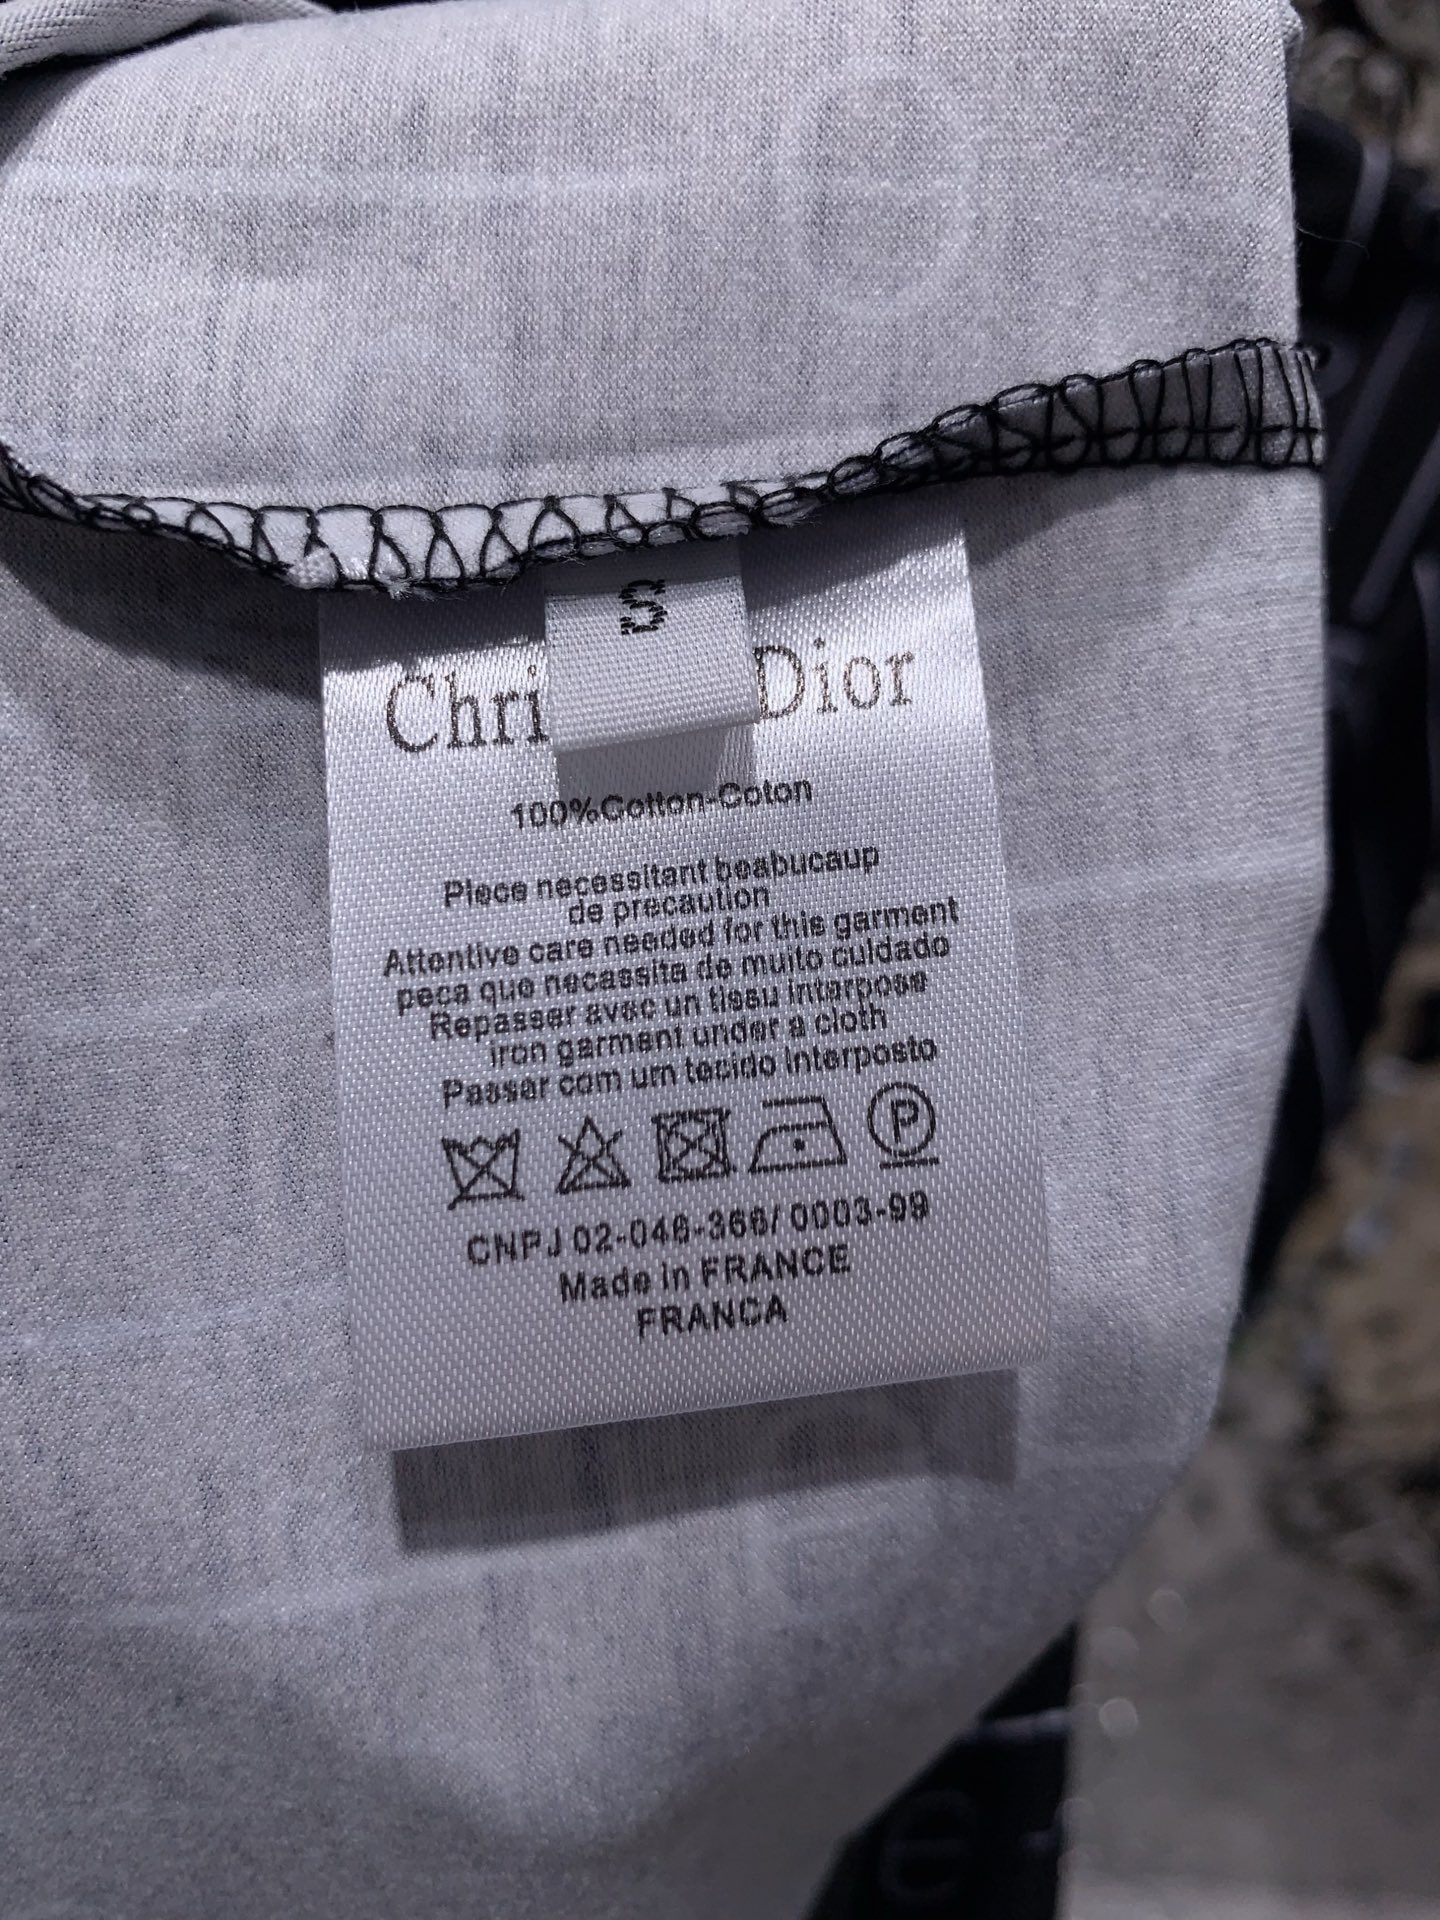 S
Chri Dior
100%Cotton-Coton
Plece necessitant beabucaup
de precaution
Attentive care needed for this garment
peca que necassita de muito culdado
Repasser avec un tissu interpose
iron garment under a cloth
Passar com um tecido interposto
P
CNPJ 02-046-366/ 0003-99
Made in FRANCE
FRANCA